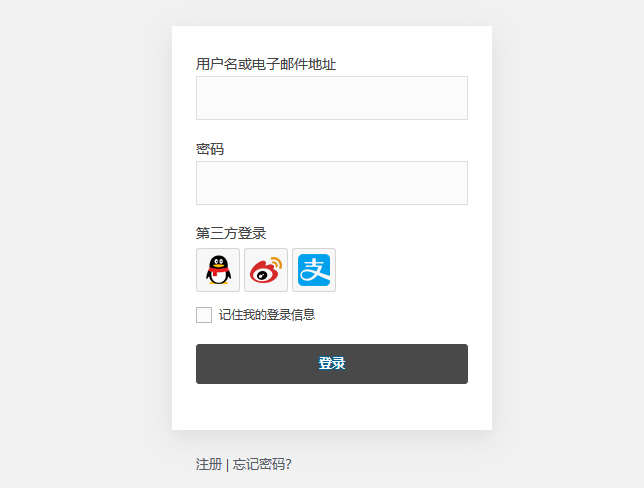 用户名或电子邮件地址
密码
第三方登录
支
记住我的登录信息
登录
注册 | 忘记密码？